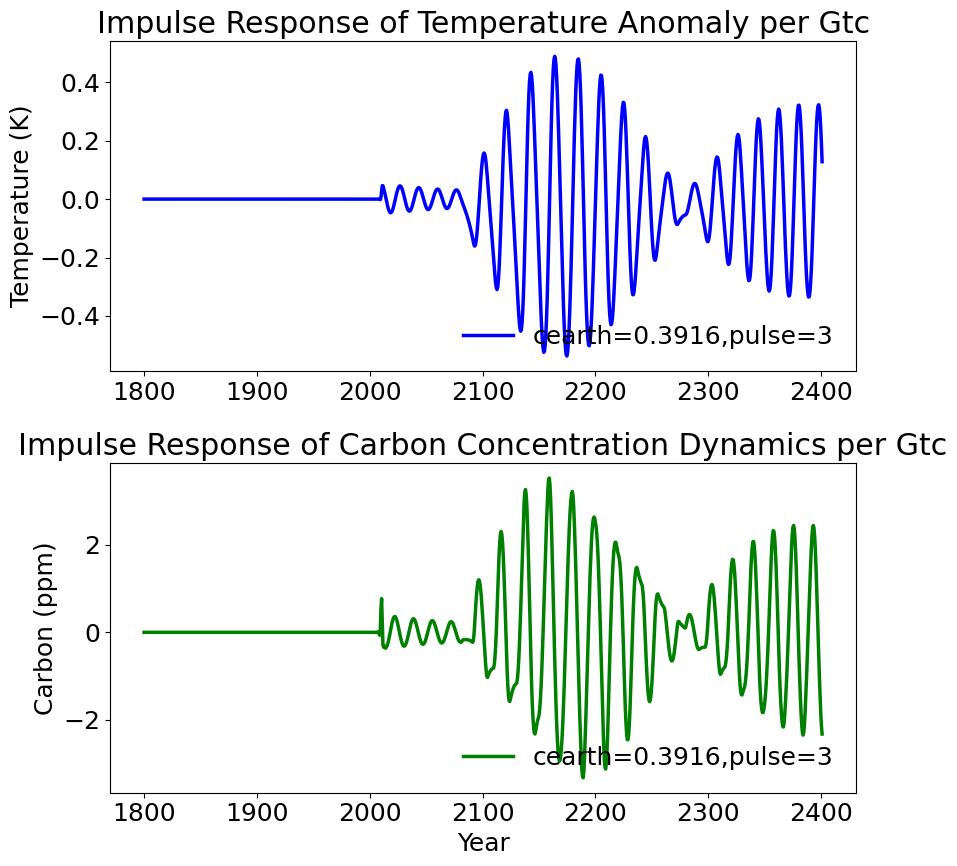 Impulse Response of Temperature Anomaly per Gtc
Temperature (K)
0.4
0.2
0.0
−0.2
−0.4
cearth=0.3916,pulse=3
1800 1900 2000 2100 2200 2300 2400
Impulse Response of Carbon Concentration Dynamics per Gtc
Carbon (ppm)
2
0
−2
cearth=0.3916,pulse=3
1800 1900 2000 2100 2200 2300 2400
Year